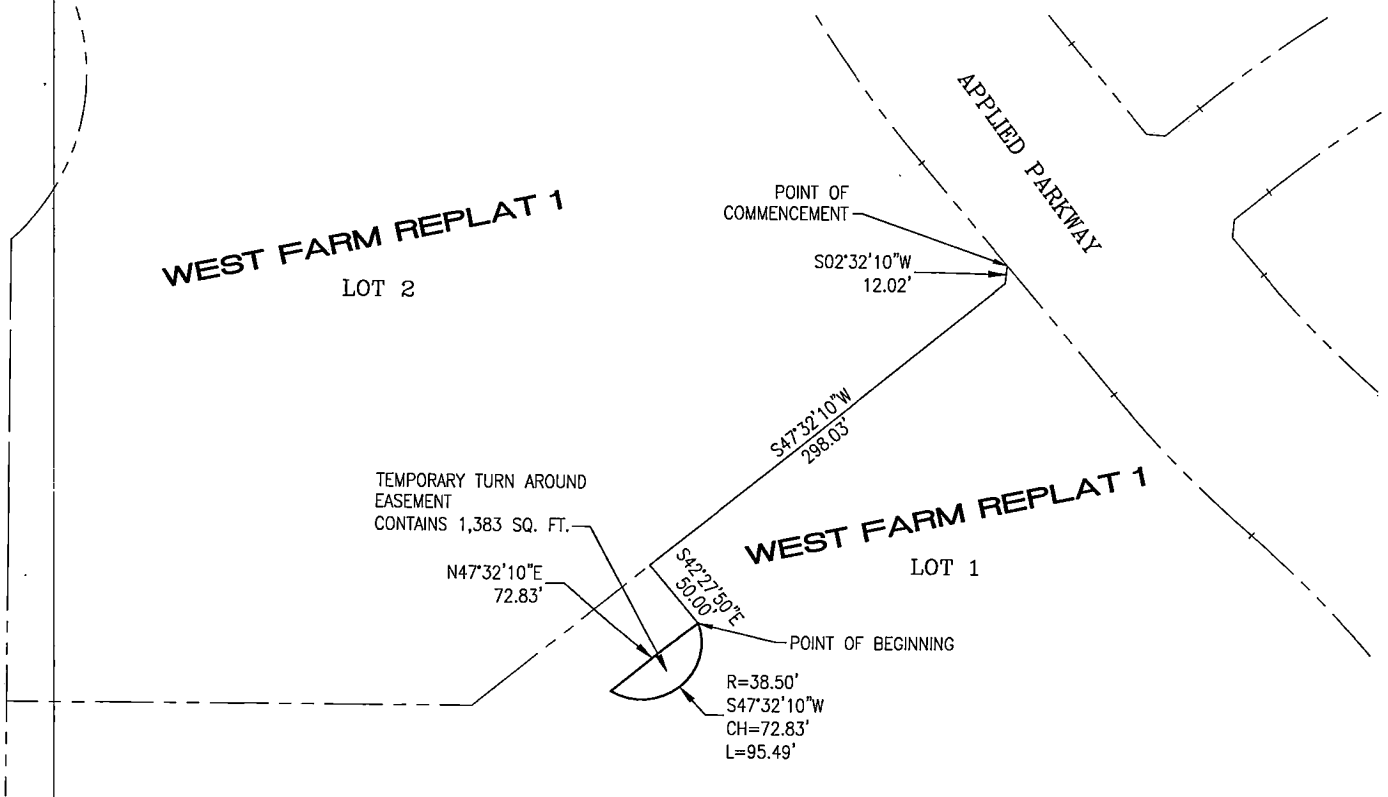 APPLIED PARKWAY
WEST FARM REPLAT 1
LOT 2
POINT OF
COMMENCEMENT
S02°32'10"W
12.02'
S47°32'10"W
298.03'
TEMPORARY TURN AROUND
EASEMENT
CONTAINS 1,383 SQ. FT.
N47°32'10"E
72.83'
S42°27'50"E
50.00'
WEST FARM REPLAT 1
LOT 1
POINT OF BEGINNING
R=38.50'
S47°32'10"W
CH=72.83'
L=95.49'